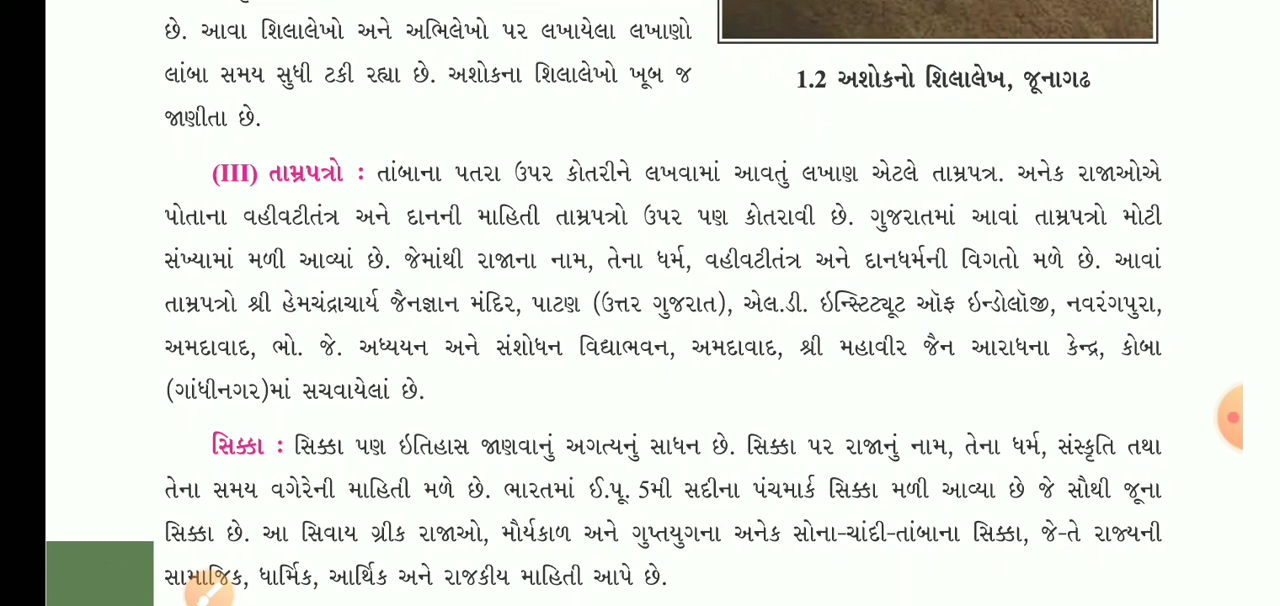 છે. આવા શિલાલેખો અને અભિલેખો પર લખાયેલા લખાણો
લાંબા સમય સુધી ટકી રહ્યા છે. અશોકના શિલાલેખો ખૂબ જ
જાણીતા છે.
1.2 અશોકનો શિલાલેખ, જૂનાગઢ
(III) તામ્રપત્રો : તાંબાના પતરા ઉપર કોતરીને લખવામાં આવતું લખાણ એટલે તામ્રપત્ર. અનેક રાજાઓએ
પોતાના વહીવટીતંત્ર અને દાનની માહિતી તામ્રપત્રો ઉપર પણ કોતરાવી છે. ગુજરાતમાં આવાં તામ્રપત્રો મોટી
સંખ્યામાં મળી આવ્યાં છે. જેમાંથી રાજાના નામ, તેના ધર્મ, વહીવટીતંત્ર અને દાનધર્મની વિગતો મળે છે. આવાં
તામ્રપત્રો શ્રી હેમચંદ્રાચાર્ય જૈનજ્ઞાન મંદિર, પાટણ (ઉત્તર ગુજરાત), એલ.ડી. ઇન્સ્ટિટ્યૂટ ઑફ ઇન્ડોલૉજી, નવરંગપુરા,
અમદાવાદ, ભો. જે. અધ્યયન અને સંશોધન વિદ્યાભવન, અમદાવાદ, શ્રી મહાવીર જૈન આરાધના કેન્દ્ર, કોબા
(ગાંધીનગર)માં સચવાયેલાં છે.
સિક્કા : સિક્કા પણ ઇતિહાસ જાણવાનું અગત્યનું સાધન છે. સિક્કા પર રાજાનું નામ, તેના ધર્મ, સંસ્કૃતિ તથા
તેના સમય વગેરેની માહિતી મળે છે. ભારતમાં ઈ.પૂ. 5મી સદીના પંચમાર્ક સિક્કા મળી આવ્યા છે જે સૌથી જૂના
સિક્કા છે. આ સિવાય ગ્રીક રાજાઓ, મૌર્યકાળ અને ગુપ્તયુગના અનેક સોના-ચાંદી-તાંબાના સિક્કા, જે-તે રાજ્યની
સામાજિક, ધાર્મિક, આર્થિક અને રાજકીય માહિતી આપે છે.